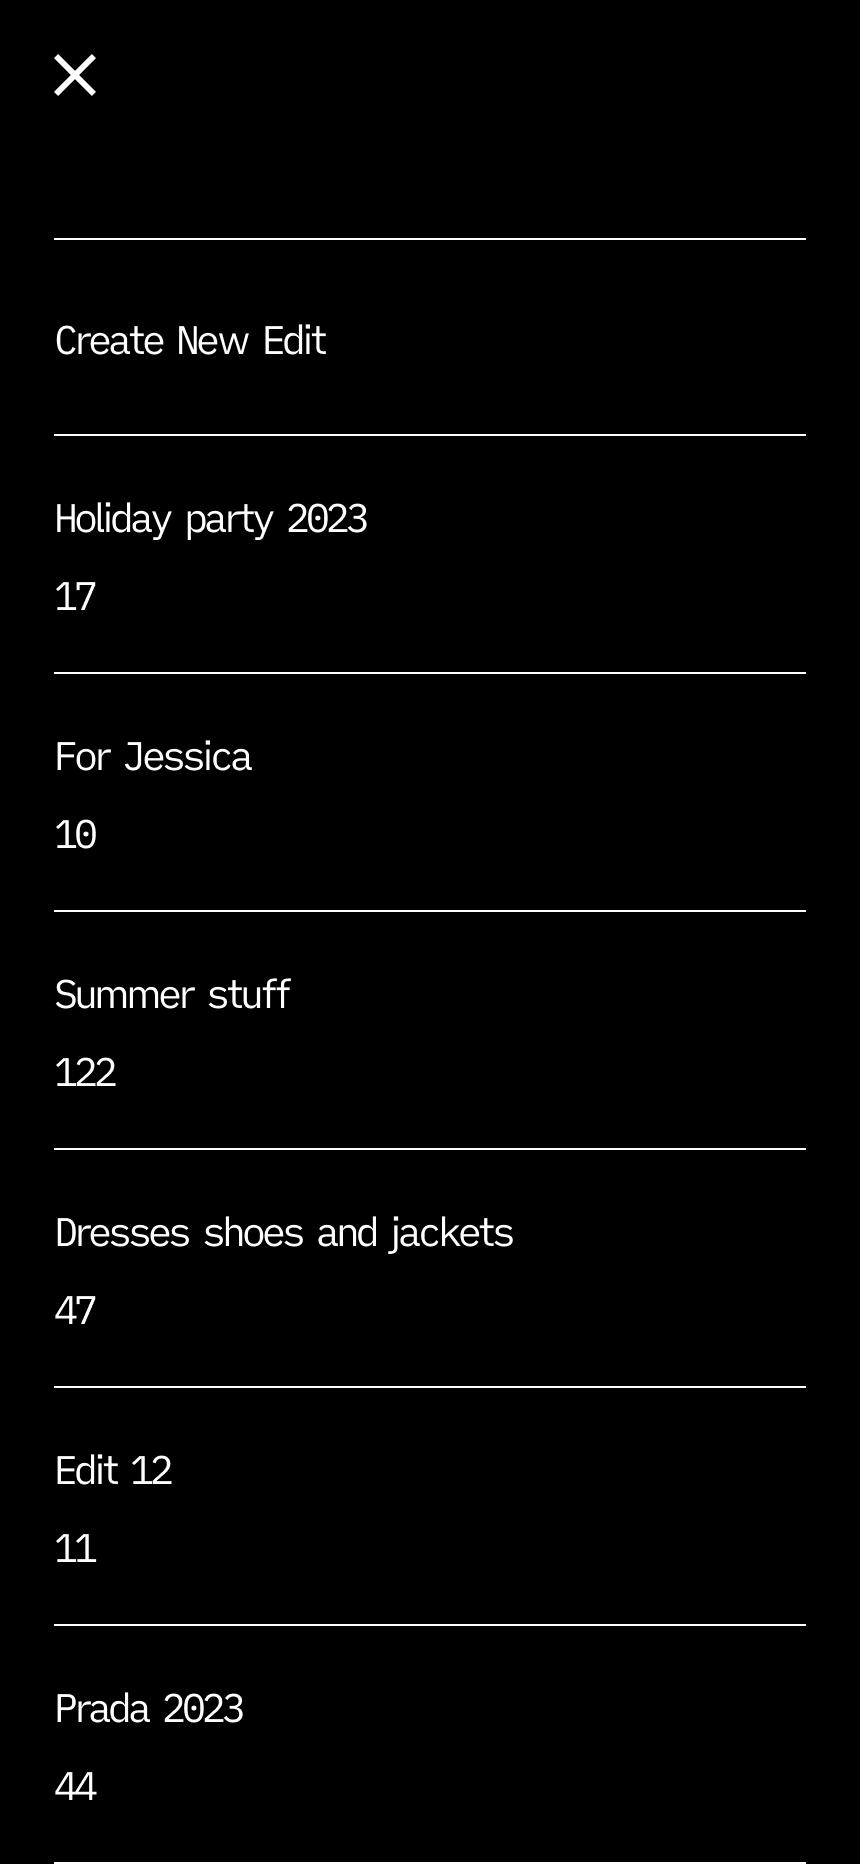 Create New Edit
Holiday party 2023
17
For Jessica
10
Summer stuff
122
Dresses shoes and jackets
47
Edit 12
11
Prada 2023
44